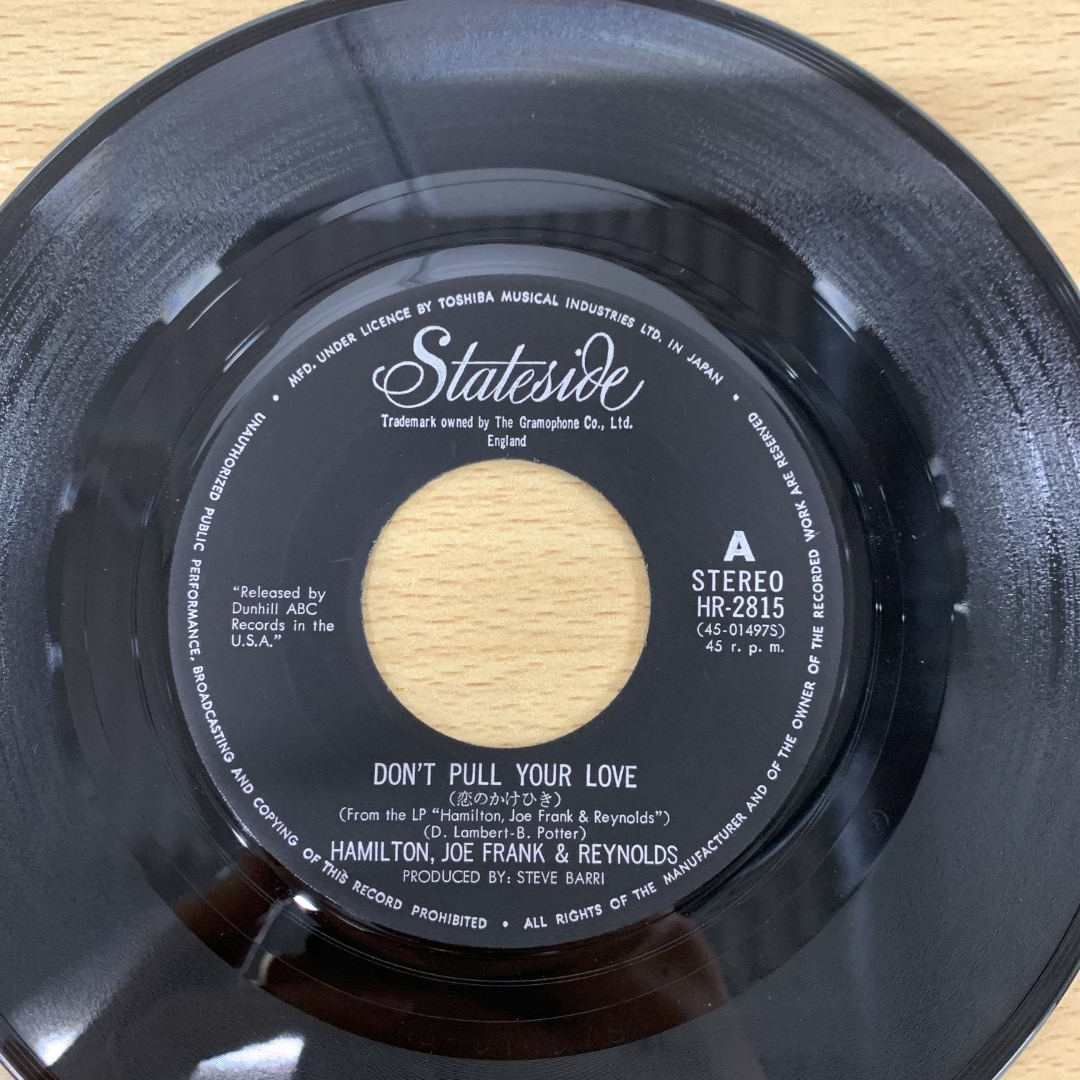 MFD. UNDER LICENCE BY TOSHIBA MUSICAL INDUSTRIES LTD. IN JAPAN
Stateside
Trademark owned by The Gramophone Co., Ltd.
England
A
STEREO
HR-2815
(45-01497S)
45 r. p. m.
"Released by
Dunhill ABC
Records in the
U.S.A."
DON'T PULL YOUR LOVE
(恋のかけひき)
(From the LP "Hamilton, Joe Frank & Reynolds")
(D. Lambert-B. Potter)
HAMILTON, JOE FRANK & REYNOLDS
PRODUCED BY: STEVE BARRI
UNAUTHORIZED PUBLIC PERFORMANCE, BROADCASTING AND COPYING OF THIS RECORD PROHIBITED • ALL RIGHTS OF THE MANUFACTURER AND OF THE OWNER OF THE RECORDED WORK ARE RESERVED